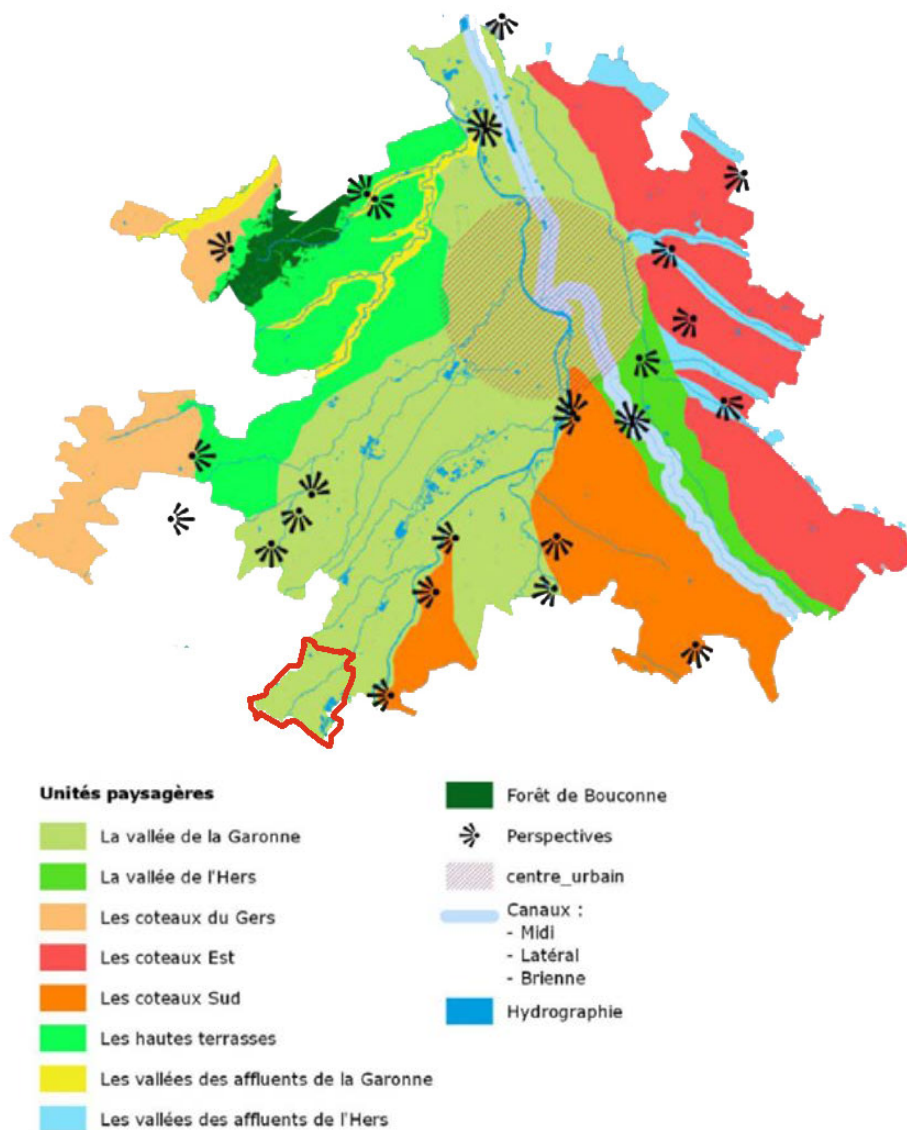 Unités paysagères
La vallée de la Garonne
La vallée de l'Hers
Les coteaux du Gers
Les coteaux Est
Les coteaux Sud
Les hautes terrasses
Les vallées des affluents de la Garonne
Les vallées des affluents de l'Hers
Forêt de Bouconne
Perspectives
centre_urbain
Canaux :
- Midi
- Latéral
- Brienne
Hydrographie